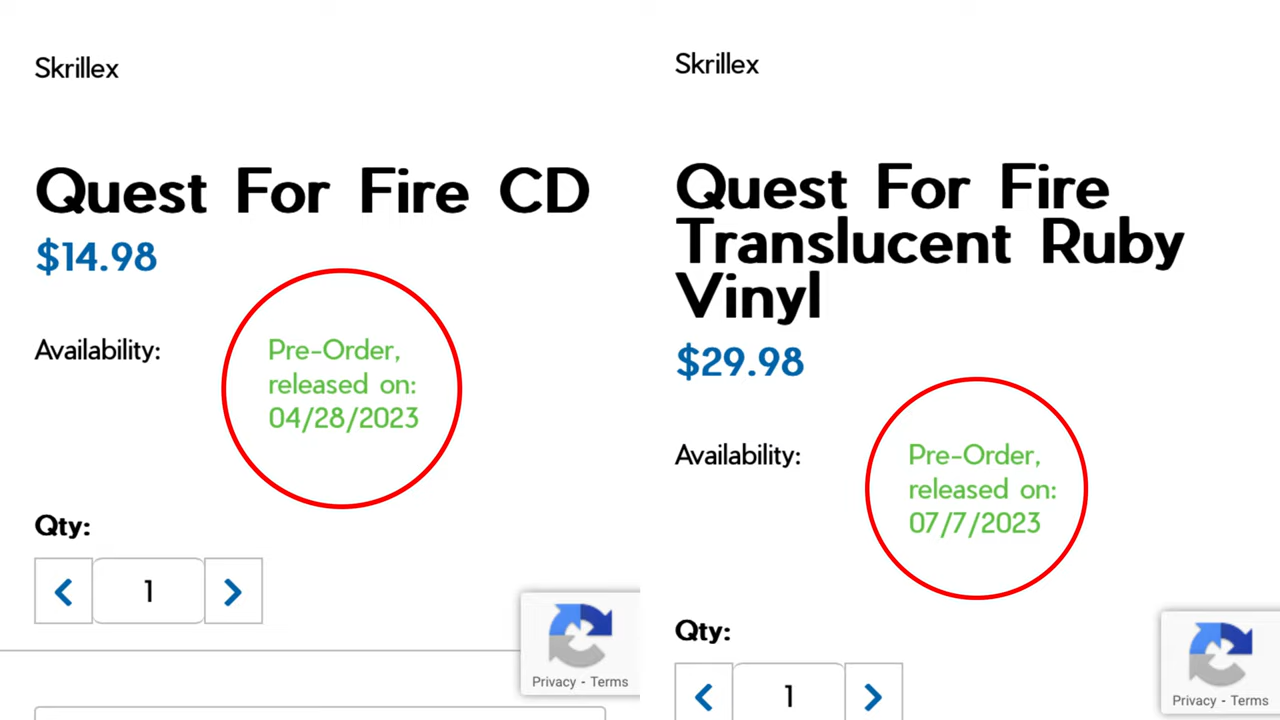 Skrillex
Quest For Fire CD
$14.98
Availability:
Pre-Order,
released on:
04/28/2023
Qty:
1
Privacy - Terms
Skrillex
Quest For Fire
Translucent Ruby
Vinyl
$29.98
Availability:
Pre-Order,
released on:
07/7/2023
Qty:
1
Privacy - Terms